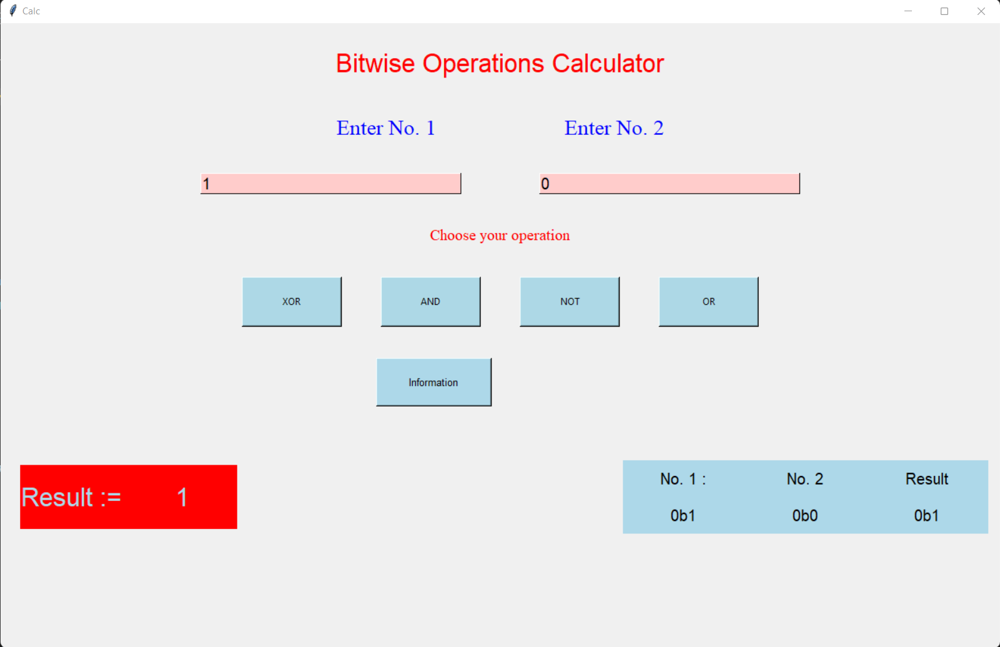 Calc
Bitwise Operations Calculator
Enter No. 1 Enter No. 2
1 0
Choose your operation
XOR AND NOT OR
Information
Result := 1
No. 1 : No. 2 Result
0b1 0b0 0b1